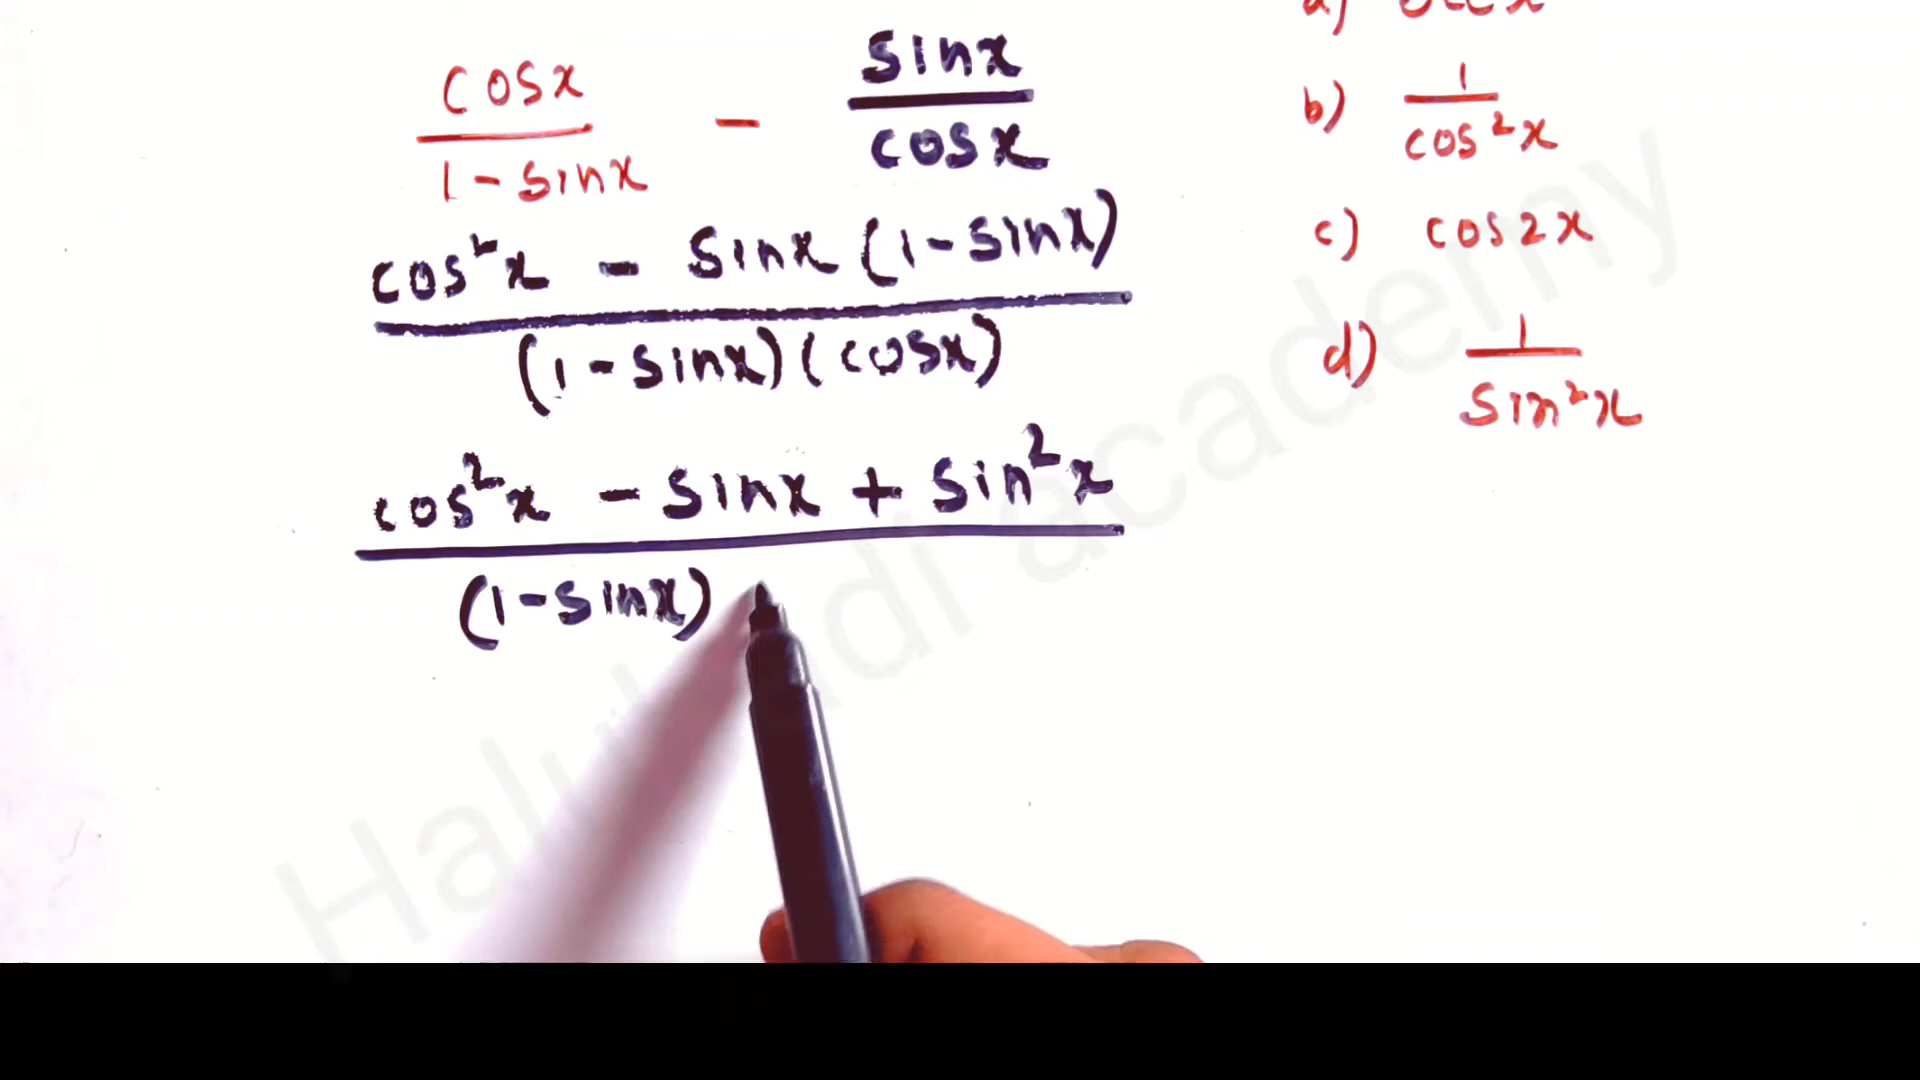 cosx / 1 - sinx - sinx / cosx
cos²x - sinx (1 - sinx) / (1 - sinx) (cosx)
cos²x - sinx + sin²x / (1 - sinx)
b) 1 / cos²x
c) cos2x
d) 1 / sin²x
academy